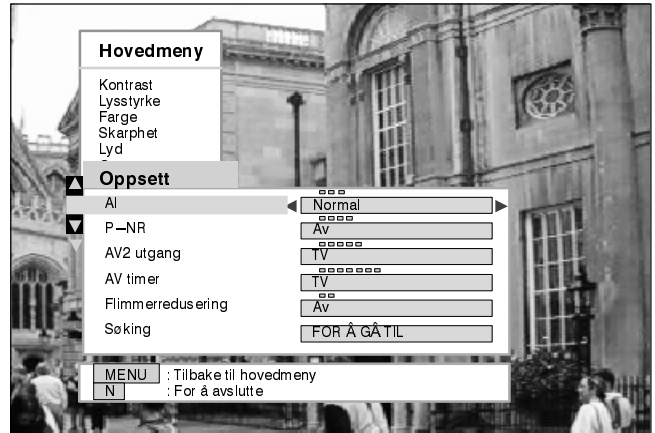 Hovedmeny
Kontrast
Lysstyrke
Farge
Skarphet
Lyd
Oppsett
AI Normal
P–NR Av
AV2 utgang TV
AV timer TV
Flimmerredusering Av
Søking FOR Å GÅ TIL
MENU : Tilbake til hovedmeny
N : For å avslutte